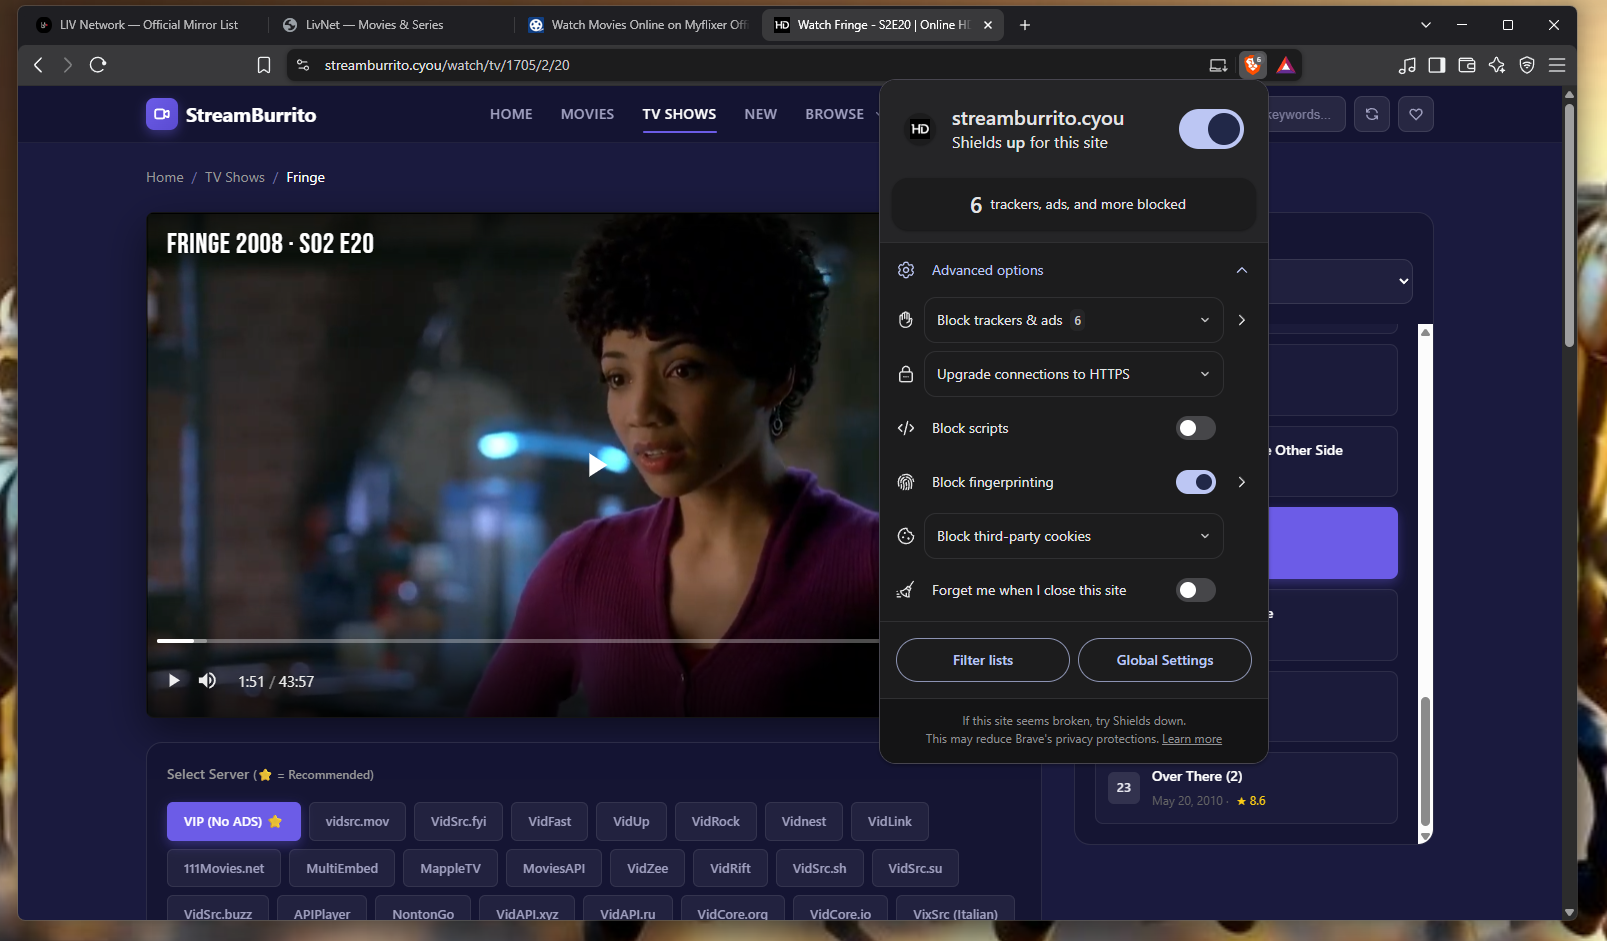 LIV Network — Official Mirror List
LivNet — Movies & Series
Watch Movies Online on Myflixer Offi
HD Watch Fringe - S2E20 | Online HD
streamburrito.cyou/watch/tv/1705/2/20
6
StreamBurrito
HOME
MOVIES
TV SHOWS
NEW
BROWSE
keywords...
Home / TV Shows / Fringe
FRINGE 2008 · S02 E20
1:51 / 43:57
HD
streamburrito.cyou
Shields up for this site
6 trackers, ads, and more blocked
Advanced options
Block trackers & ads 6
Upgrade connections to HTTPS
Block scripts
Block fingerprinting
Block third-party cookies
Forget me when I close this site
Filter lists
Global Settings
If this site seems broken, try Shields down.
This may reduce Brave's privacy protections. Learn more
Other Side
23
Over There (2)
May 20, 2010 · ★ 8.6
Select Server (⭐ = Recommended)
VIP (No ADS) ⭐
vidsrc.mov
VidSrc.fyi
VidFast
VidUp
VidRock
Vidnest
VidLink
111Movies.net
MultiEmbed
MappleTV
MoviesAPI
VidZee
VidRift
VidSrc.sh
VidSrc.su
VidSrc.buzz
APIPlayer
NontonGo
VidAPI.xyz
VidAPI.ru
VidCore.org
VidCore.io
VixSrc (Italian)